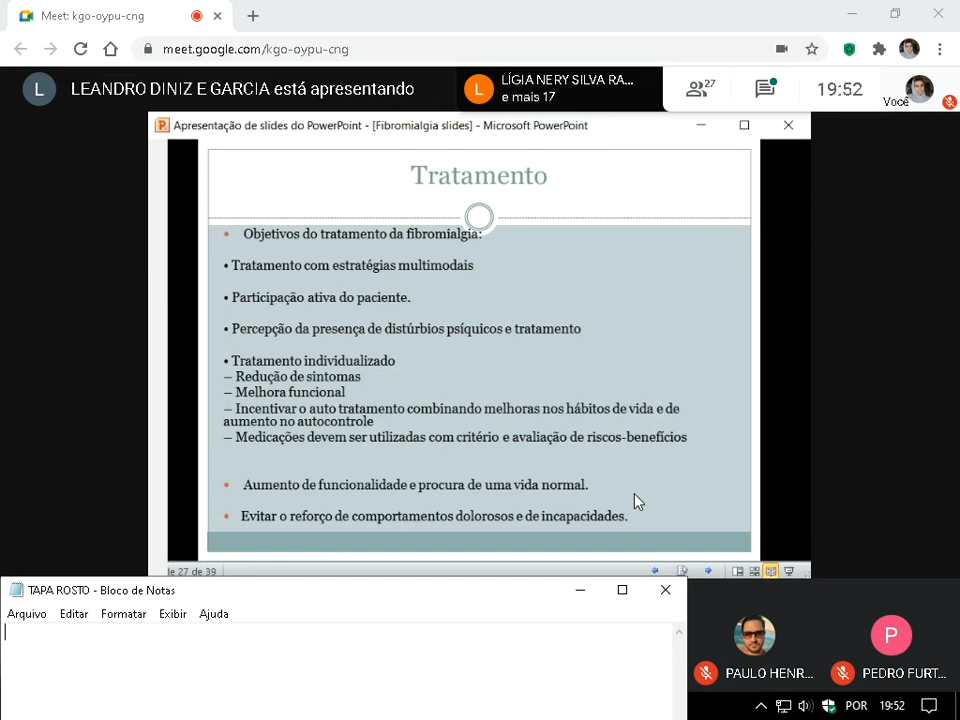 Meet: kgo-oypu-cng
meet.google.com/kgo-oypu-cng
L
LEANDRO DINIZ E GARCIA está apresentando
L
LÍGIA NERY SILVA RA...
e mais 17
27
19:52
Você
Apresentação de slides do PowerPoint - [Fibromialgia slides] - Microsoft PowerPoint
Tratamento
• Objetivos do tratamento da fibromialgia:
• Tratamento com estratégias multimodais
• Participação ativa do paciente.
• Percepção da presença de distúrbios psíquicos e tratamento
• Tratamento individualizado
– Redução de sintomas
– Melhora funcional
– Incentivar o auto tratamento combinando melhoras nos hábitos de vida e de
aumento no autocontrole
– Medicações devem ser utilizadas com critério e avaliação de riscos-benefícios
• Aumento de funcionalidade e procura de uma vida normal.
• Evitar o reforço de comportamentos dolorosos e de incapacidades.
le 27 de 39
TAPA ROSTO - Bloco de Notas
Arquivo Editar Formatar Exibir Ajuda
PAULO HENR...
P
PEDRO FURT...
POR 19:52